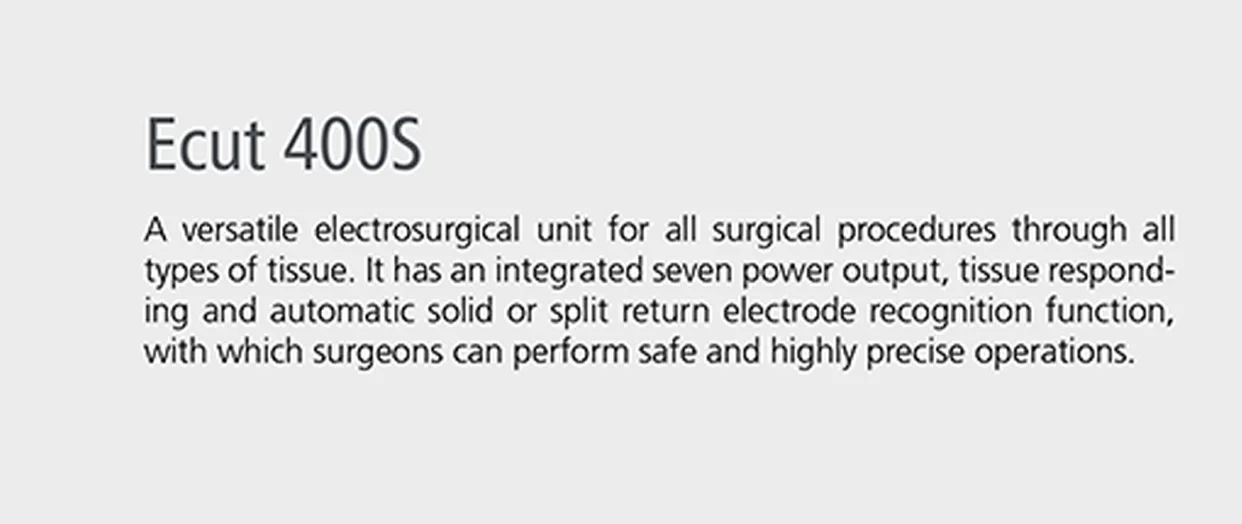 Ecut 400S
A versatile electrosurgical unit for all surgical procedures through all
types of tissue. It has an integrated seven power output, tissue respond-
ing and automatic solid or split return electrode recognition function,
with which surgeons can perform safe and highly precise operations.